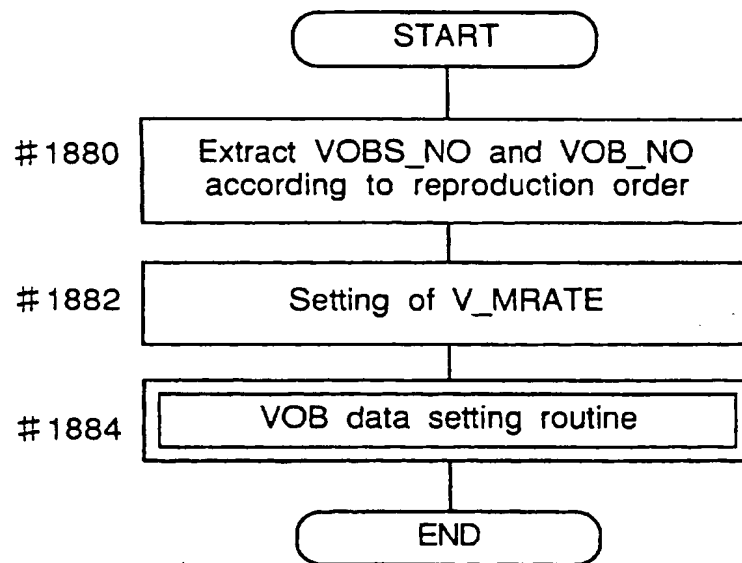 START
#1880
Extract VOBS_NO and VOB_NO
according to reproduction order
#1882
Setting of V_MRATE
#1884
VOB data setting routine
END